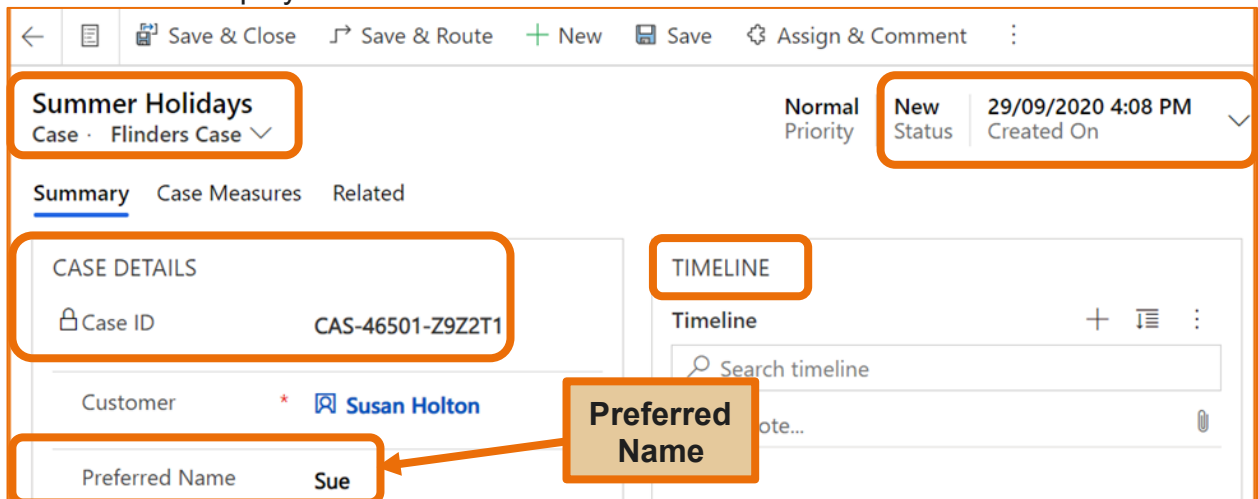 Save & Close Save & Route New Save Assign & Comment
Summer Holidays
Case · Flinders Case
Normal
Priority
New
Status
29/09/2020 4:08 PM
Created On
Summary Case Measures Related
CASE DETAILS
Case ID CAS-46501-Z9Z2T1
Customer * Susan Holton
Preferred Name Sue
TIMELINE
Timeline
Search timeline
ote...
Preferred
Name